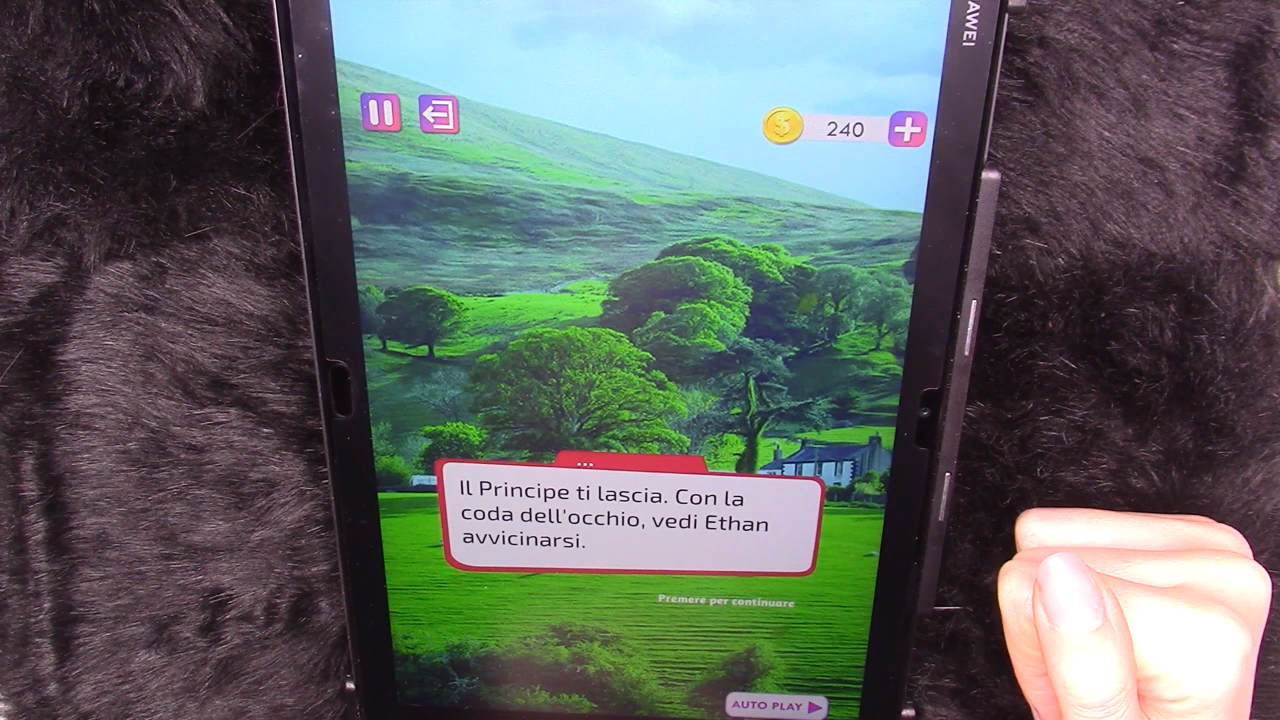 AWEI
240
...
Il Principe ti lascia. Con la
coda dell'occhio, vedi Ethan
avvicinarsi.
Premere per continuare
AUTO PLAY